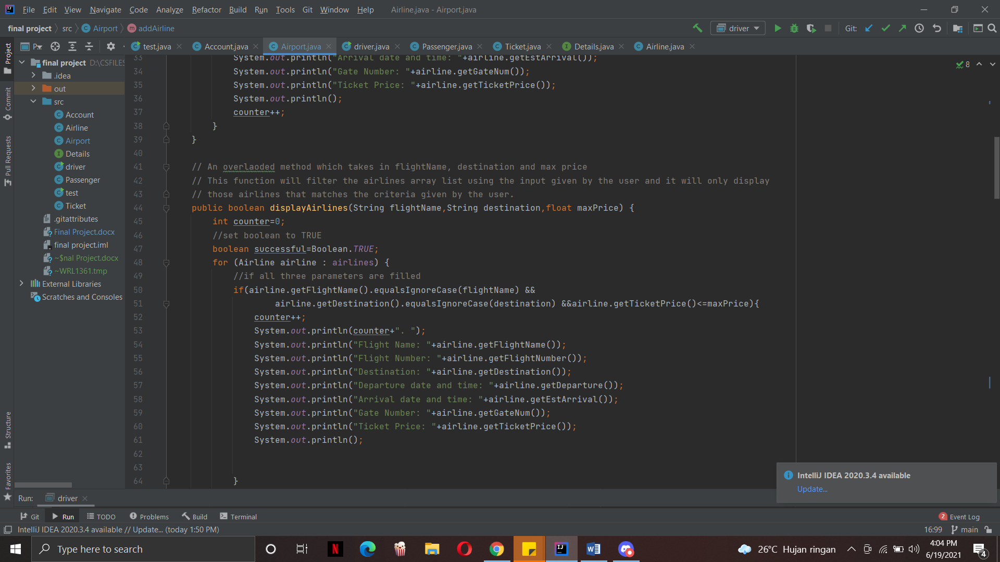 File Edit View Navigate Code Analyze Refactor Build Run Tools Git Window Help Airline.java - Airport.java
final project src Airport addAirline driver Git:
Project P... test.java Account.java Airport.java driver.java Passenger.java Ticket.java Details.java Airline.java
final project D:\CSFILES
.idea
out
src
Account
Airline
Airport
Details
driver
Passenger
test
Ticket
.gitattributes
Final Project.docx
final project.iml
~$nal Project.docx
~WRL1361.tmp
External Libraries
Scratches and Consoles
Commit
Pull Requests
Structure
Favorites
8
33 System.out.println("Arrival date and time: "+airline.getEstArrival());
34 System.out.println("Gate Number: "+airline.getGateNum());
35 System.out.println("Ticket Price: "+airline.getTicketPrice());
36 System.out.println();
37 counter++;
38 }
39 }
40
41 // An overlaoded method which takes in flightName, destination and max price
42 // This function will filter the airlines array list using the input given by the user and it will only display
43 // those airlines that matches the criteria given by the user.
44 public boolean displayAirlines(String flightName,String destination,float maxPrice) {
45 int counter=0;
46 //set boolean to TRUE
47 boolean successful=Boolean.TRUE;
48 for (Airline airline : airlines) {
49 //if all three parameters are filled
50 if(airline.getFlightName().equalsIgnoreCase(flightName) &&
51 airline.getDestination().equalsIgnoreCase(destination) &&airline.getTicketPrice()<=maxPrice){
52 counter++;
53 System.out.println(counter+". ");
54 System.out.println("Flight Name: "+airline.getFlightName());
55 System.out.println("Flight Number: "+airline.getFlightNumber());
56 System.out.println("Destination: "+airline.getDestination());
57 System.out.println("Departure date and time: "+airline.getDeparture());
58 System.out.println("Arrival date and time: "+airline.getEstArrival());
59 System.out.println("Gate Number: "+airline.getGateNum());
60 System.out.println("Ticket Price: "+airline.getTicketPrice());
61 System.out.println();
62
63
64 }
IntelliJ IDEA 2020.3.4 available
Update...
Run: driver
Git Run TODO Problems Build Terminal 2 Event Log
IntelliJ IDEA 2020.3.4 available // Update... (today 1:50 PM) 16:99 main
Type here to search 26°C Hujan ringan 4:04 PM
6/19/2021 4